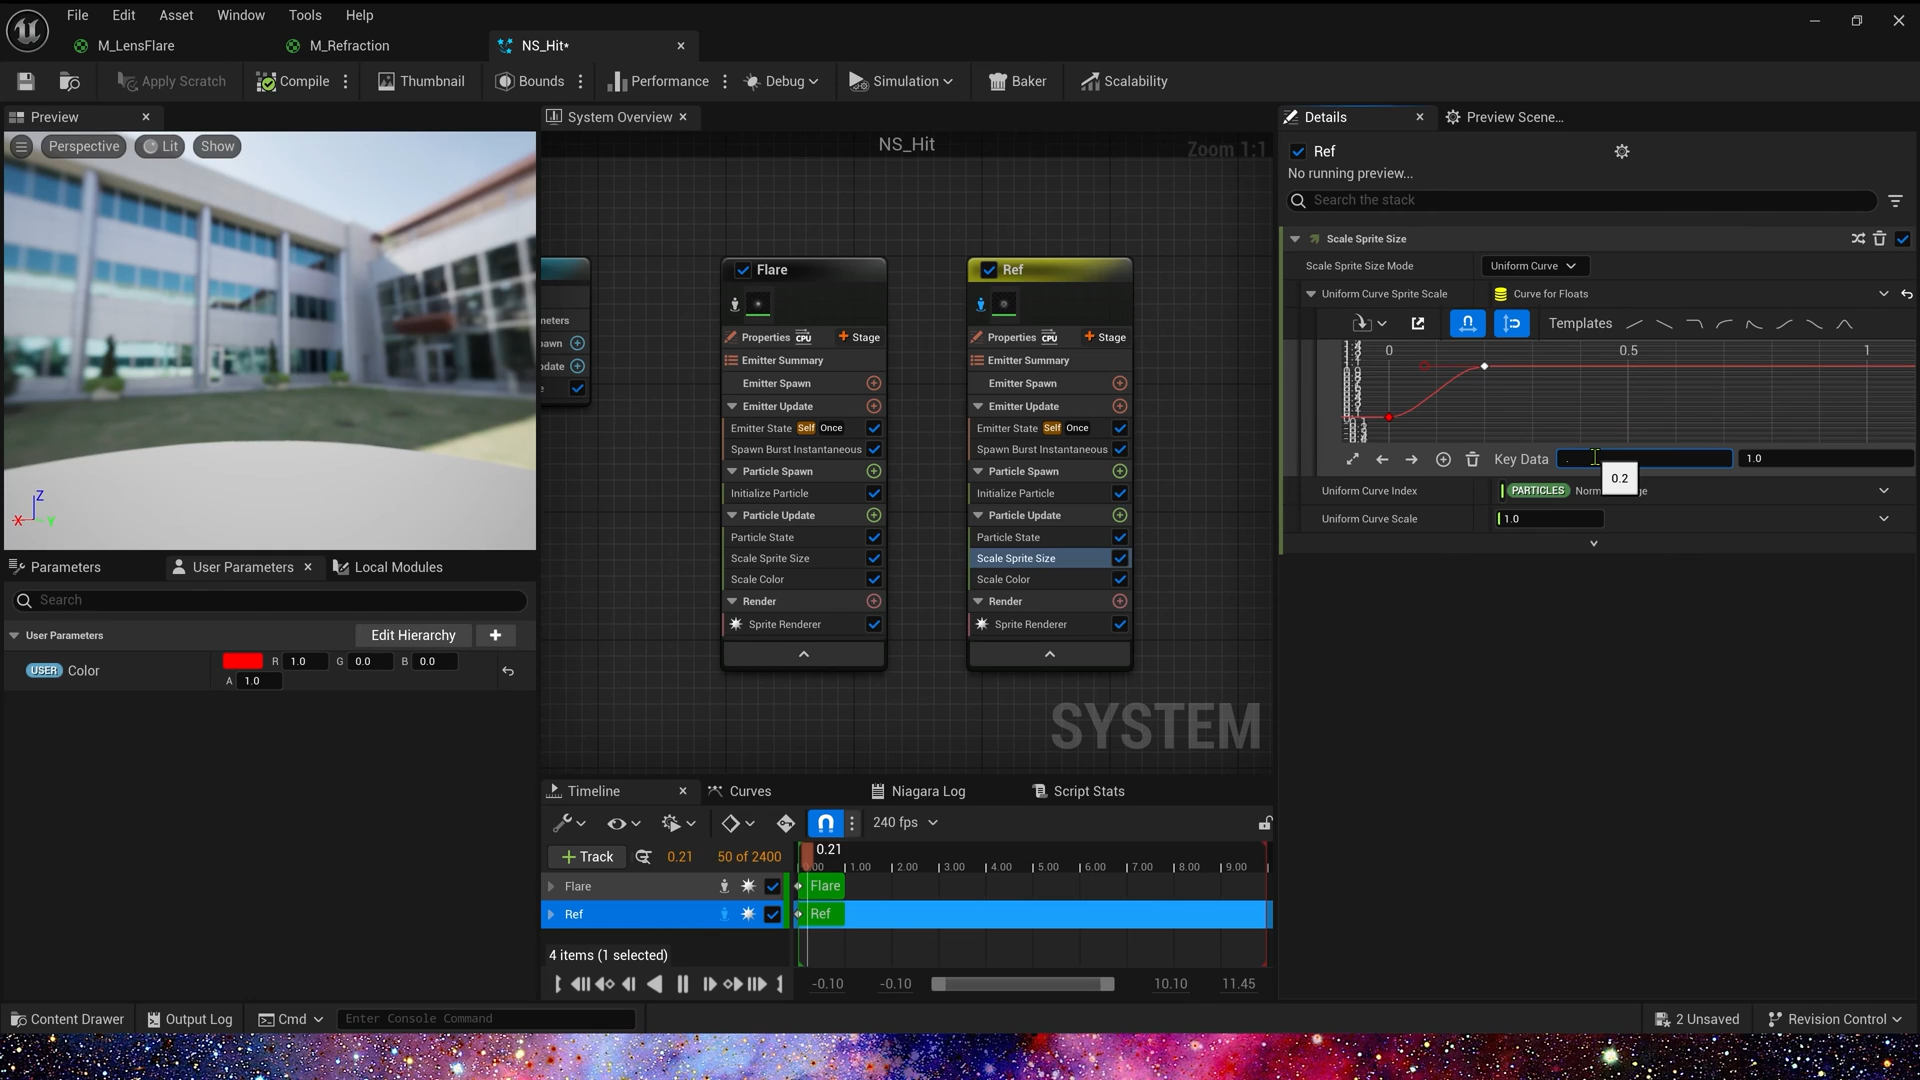 File Edit Asset Window Tools Help
M_LensFlare M_Refraction NS_Hit*
Apply Scratch Compile Thumbnail Bounds Performance Debug Simulation Baker Scalability
Preview
System Overview
Details Preview Scene...
Perspective Lit Show
NS_Hit
Zoom 1:1
Ref
No running preview...
Search the stack
Scale Sprite Size
Scale Sprite Size Mode Uniform Curve
Uniform Curve Sprite Scale Curve for Floats
Templates
0 0.5 1
Key Data . 1.0
0.2
Uniform Curve Index PARTICLES
Uniform Curve Scale 1.0
Flare
Properties CPU Stage
Emitter Summary
Emitter Spawn
Emitter Update
Emitter State Self Once
Spawn Burst Instantaneous
Particle Spawn
Initialize Particle
Particle Update
Particle State
Scale Sprite Size
Scale Color
Render
Sprite Renderer
Ref
Properties CPU Stage
Emitter Summary
Emitter Spawn
Emitter Update
Emitter State Self Once
Spawn Burst Instantaneous
Particle Spawn
Initialize Particle
Particle Update
Particle State
Scale Sprite Size
Scale Color
Render
Sprite Renderer
SYSTEM
Z
X
Y
Parameters User Parameters Local Modules
Search
User Parameters Edit Hierarchy
USER Color R 1.0 G 0.0 B 0.0
A 1.0
Timeline Curves Niagara Log Script Stats
240 fps
Track 0.21 50 of 2400
0.21
1.00 2.00 3.00 4.00 5.00 6.00 7.00 8.00 9.00
Flare Flare
Ref Ref
4 items (1 selected)
-0.10 -0.10 10.10 11.45
Content Drawer Output Log Cmd Enter Console Command 2 Unsaved Revision Control